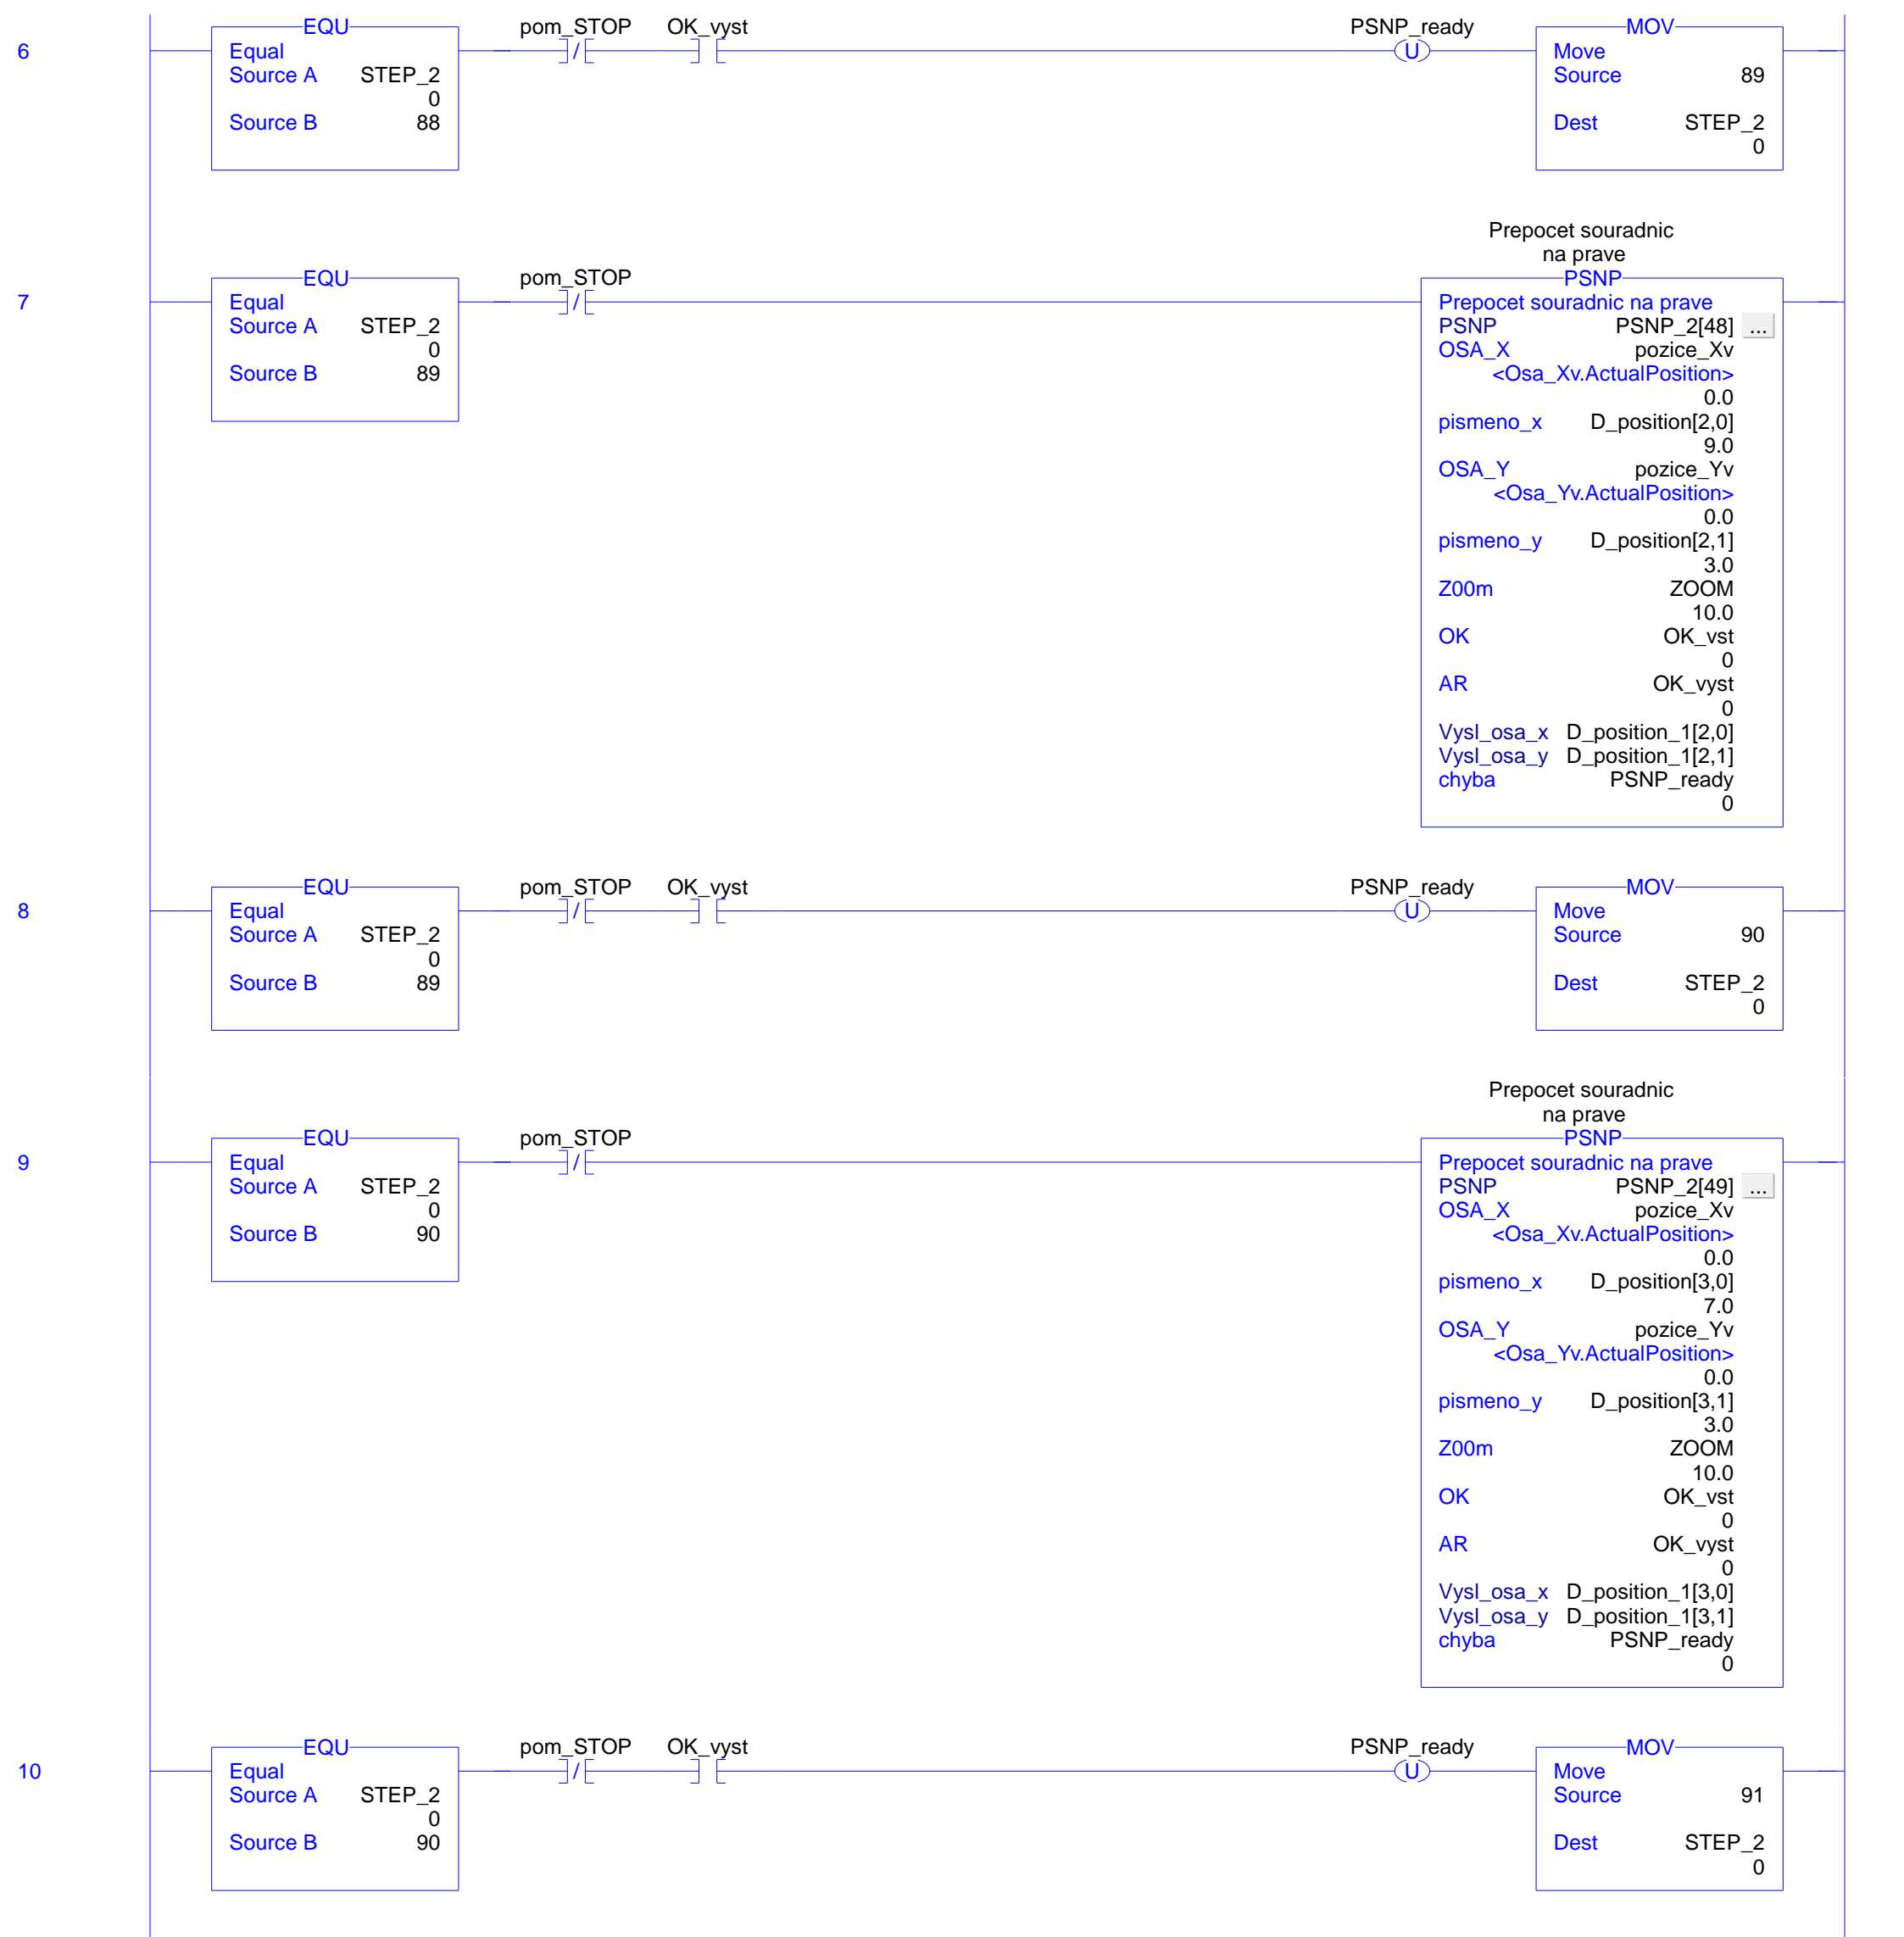 6
EQU
Equal
Source A STEP_2
0
Source B 88
pom_STOP
/
OK_vyst
PSNP_ready
U
MOV
Move
Source 89
Dest STEP_2
0
7
EQU
Equal
Source A STEP_2
0
Source B 89
pom_STOP
/
Prepocet souradnic
na prave
PSNP
Prepocet souradnic na prave
PSNP PSNP_2[48] ...
OSA_X pozice_Xv
<Osa_Xv.ActualPosition>
0.0
pismeno_x D_position[2,0]
9.0
OSA_Y pozice_Yv
<Osa_Yv.ActualPosition>
0.0
pismeno_y D_position[2,1]
3.0
Z00m ZOOM
10.0
OK OK_vst
0
AR OK_vyst
0
Vysl_osa_x D_position_1[2,0]
Vysl_osa_y D_position_1[2,1]
chyba PSNP_ready
0
8
EQU
Equal
Source A STEP_2
0
Source B 89
pom_STOP
/
OK_vyst
PSNP_ready
U
MOV
Move
Source 90
Dest STEP_2
0
9
EQU
Equal
Source A STEP_2
0
Source B 90
pom_STOP
/
Prepocet souradnic
na prave
PSNP
Prepocet souradnic na prave
PSNP PSNP_2[49] ...
OSA_X pozice_Xv
<Osa_Xv.ActualPosition>
0.0
pismeno_x D_position[3,0]
7.0
OSA_Y pozice_Yv
<Osa_Yv.ActualPosition>
0.0
pismeno_y D_position[3,1]
3.0
Z00m ZOOM
10.0
OK OK_vst
0
AR OK_vyst
0
Vysl_osa_x D_position_1[3,0]
Vysl_osa_y D_position_1[3,1]
chyba PSNP_ready
0
10
EQU
Equal
Source A STEP_2
0
Source B 90
pom_STOP
/
OK_vyst
PSNP_ready
U
MOV
Move
Source 91
Dest STEP_2
0